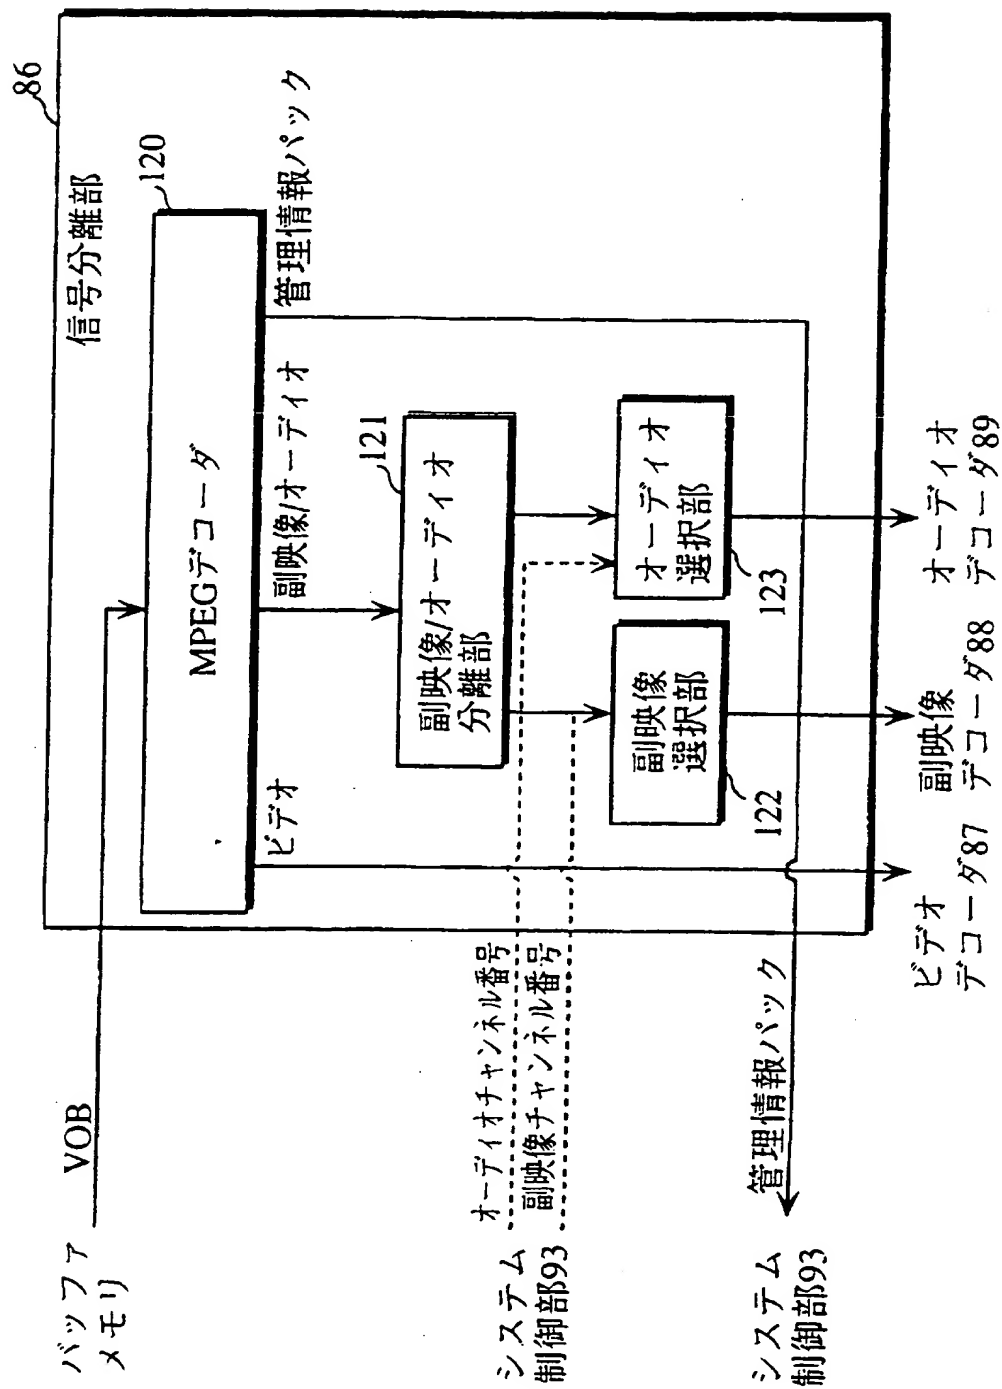 86
信号分離部
120
MPEGデコーダ
バッファ
メモリ
VOB
ビデオ
副映像/オーディオ
管理情報パック
121
副映像/オーディオ
分離部
オーディオチャンネル番号
副映像チャンネル番号
システム
制御部93
副映像
選択部
122
オーディオ
選択部
123
管理情報パック
システム
制御部93
ビデオ
デコーダ87
副映像
デコーダ88
オーディオ
デコーダ89